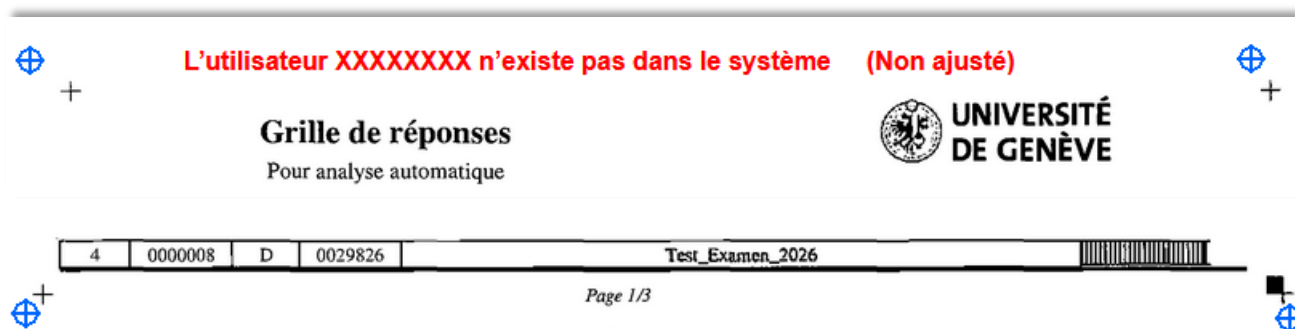 L'utilisateur XXXXXXXX n'existe pas dans le système (Non ajusté)
Grille de réponses
Pour analyse automatique
UNIVERSITÉ
DE GENÈVE
4 0000008 D 0029826 Test_Examen_2026
Page 1/3